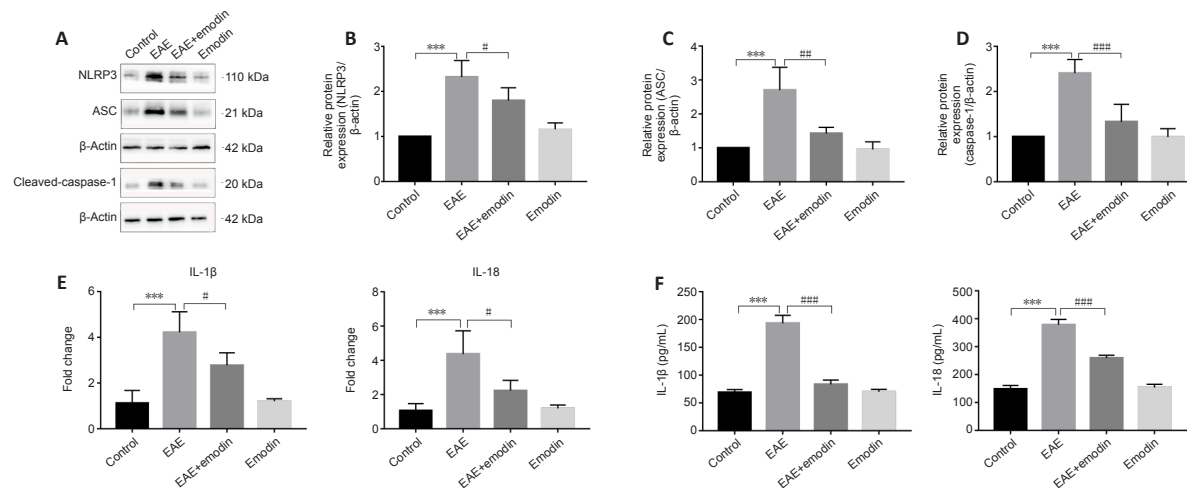 A
Control
EAE
EAE+emodin
Emodin
NLRP3
-110 kDa
ASC
-21 kDa
β-Actin
-42 kDa
Cleaved-caspase-1
-20 kDa
β-Actin
-42 kDa
B
Relative protein
expression (NLRP3/
β-actin)
3
2
1
0
***
#
Control
EAE
EAE+emodin
Emodin
C
Relative protein
expression (ASC/
β-actin)
4
3
2
1
0
***
##
Control
EAE
EAE+emodin
Emodin
D
Relative protein
expression
(caspase-1/β-actin)
3
2
1
0
***
###
Control
EAE
EAE+emodin
Emodin
E
IL-1β
Fold change
6
4
2
0
***
#
Control
EAE
EAE+emodin
Emodin
IL-18
Fold change
8
6
4
2
0
***
#
Control
EAE
EAE+emodin
Emodin
F
IL-1β (pg/mL)
250
200
150
100
50
0
***
###
Control
EAE
EAE+emodin
Emodin
IL-18 (pg/mL)
500
400
300
200
100
0
***
###
Control
EAE
EAE+emodin
Emodin